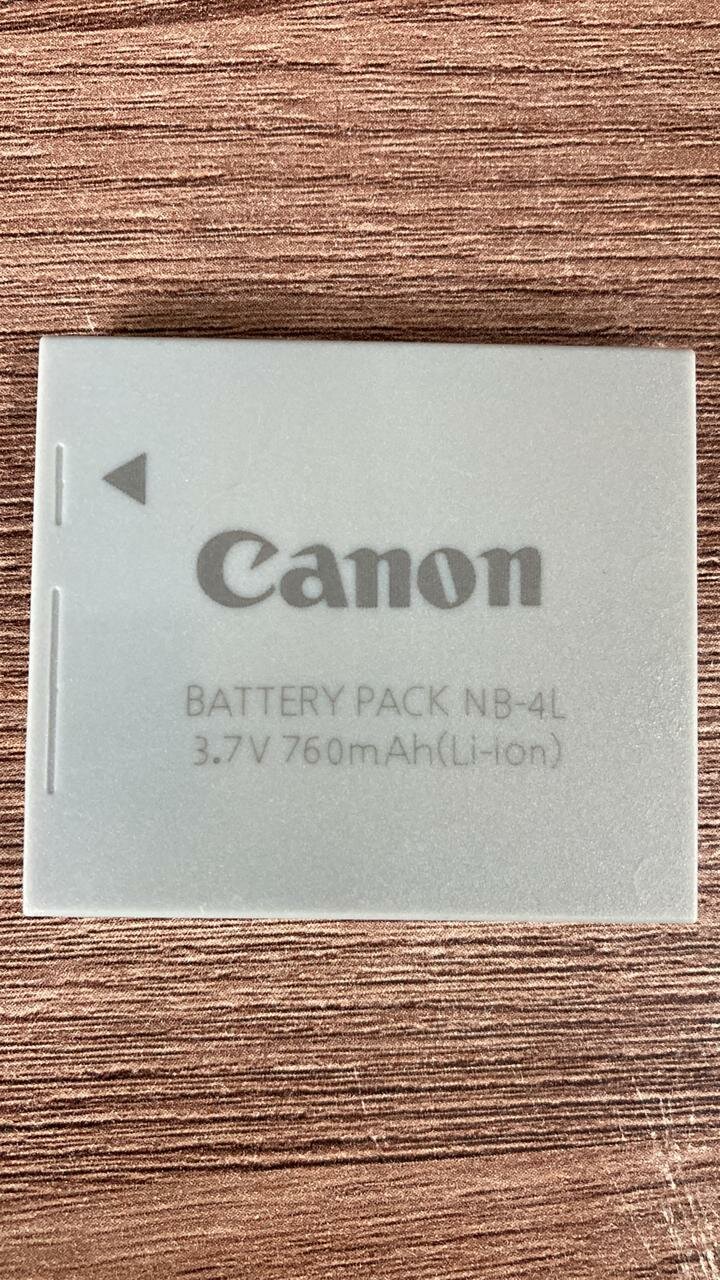 Canon
BATTERY PACK NB-4L
3.7V 760mAh(Li-ion)